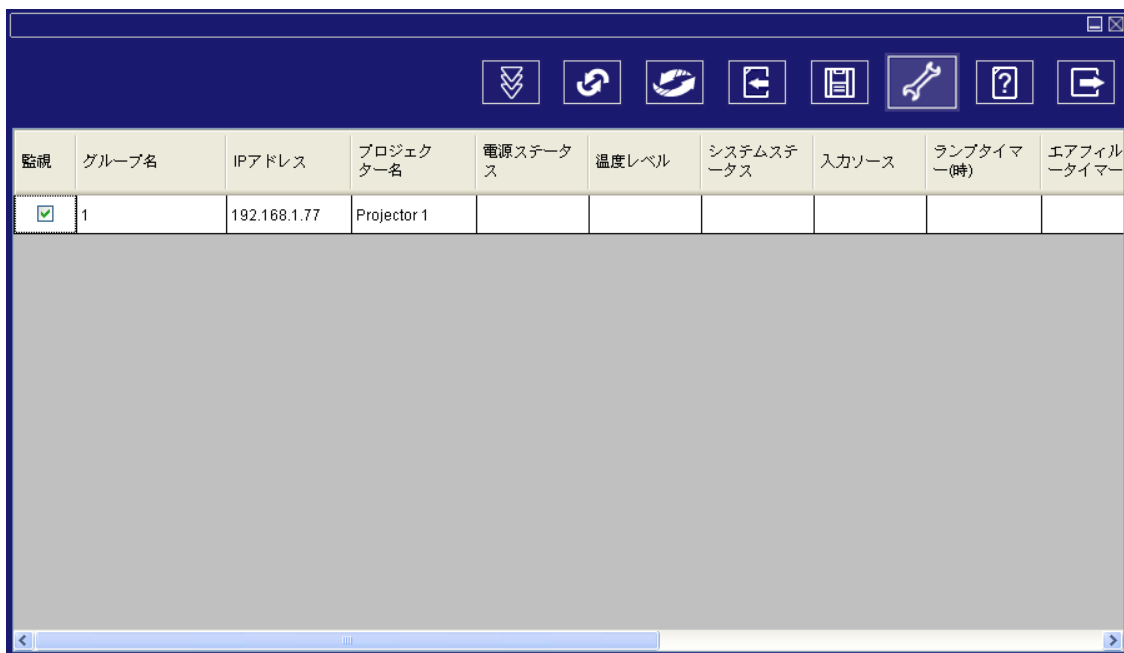 監視
グループ名
IPアドレス
プロジェク
ター名
電源ステータ
ス
温度レベル
システムステ
ータス
入力ソース
ランプタイマ
ー(時)
エアフィル
ータイマー
1
192.168.1.77
Projector 1